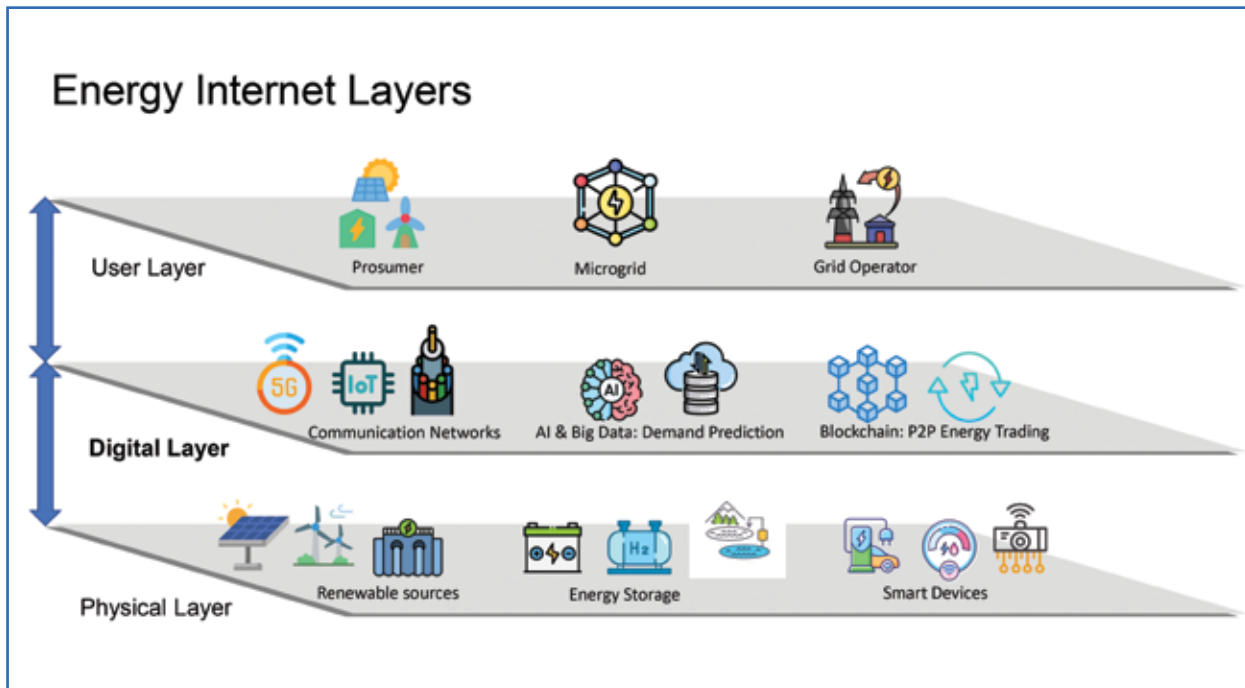 Energy Internet Layers
User Layer
Prosumer
Microgrid
Grid Operator
5G
IoT
AI
Digital Layer
Communication Networks
AI & Big Data: Demand Prediction
Blockchain: P2P Energy Trading
H2
Physical Layer
Renewable sources
Energy Storage
Smart Devices